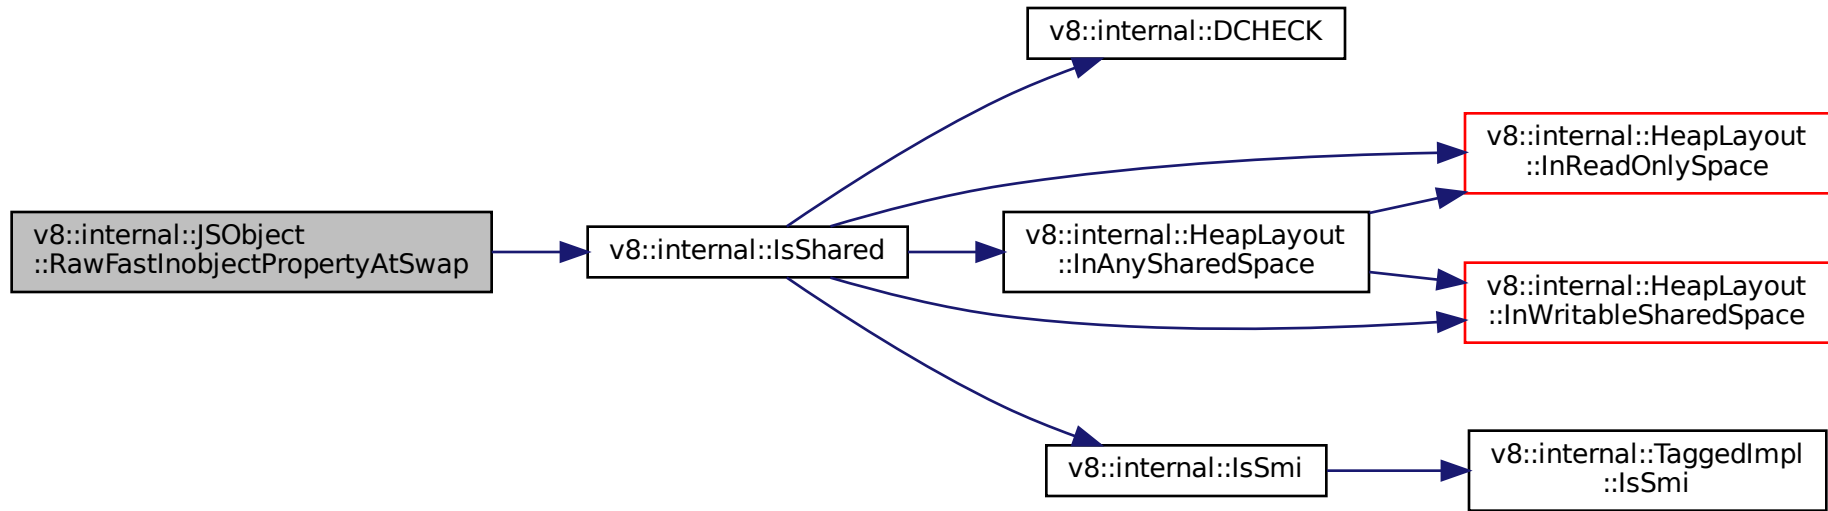 v8::internal::JSObject
::RawFastInobjectPropertyAtSwap
v8::internal::IsShared
v8::internal::DCHECK
v8::internal::HeapLayout
::InReadOnlySpace
v8::internal::HeapLayout
::InAnySharedSpace
v8::internal::HeapLayout
::InWritableSharedSpace
v8::internal::IsSmi
v8::internal::TaggedImpl
::IsSmi